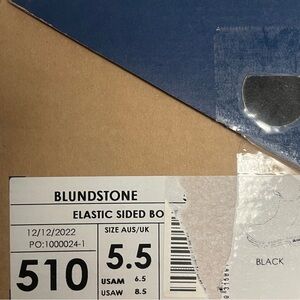 BLUNDSTONE
ELASTIC SIDED BO
12/12/2022
PO:1000024-1
SIZE AUS/UK
510
5.5
USAM 6.5
USAW 8.5
BLACK